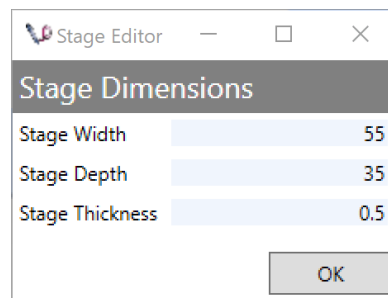 Stage Editor
Stage Dimensions
Stage Width 55
Stage Depth 35
Stage Thickness 0.5
OK